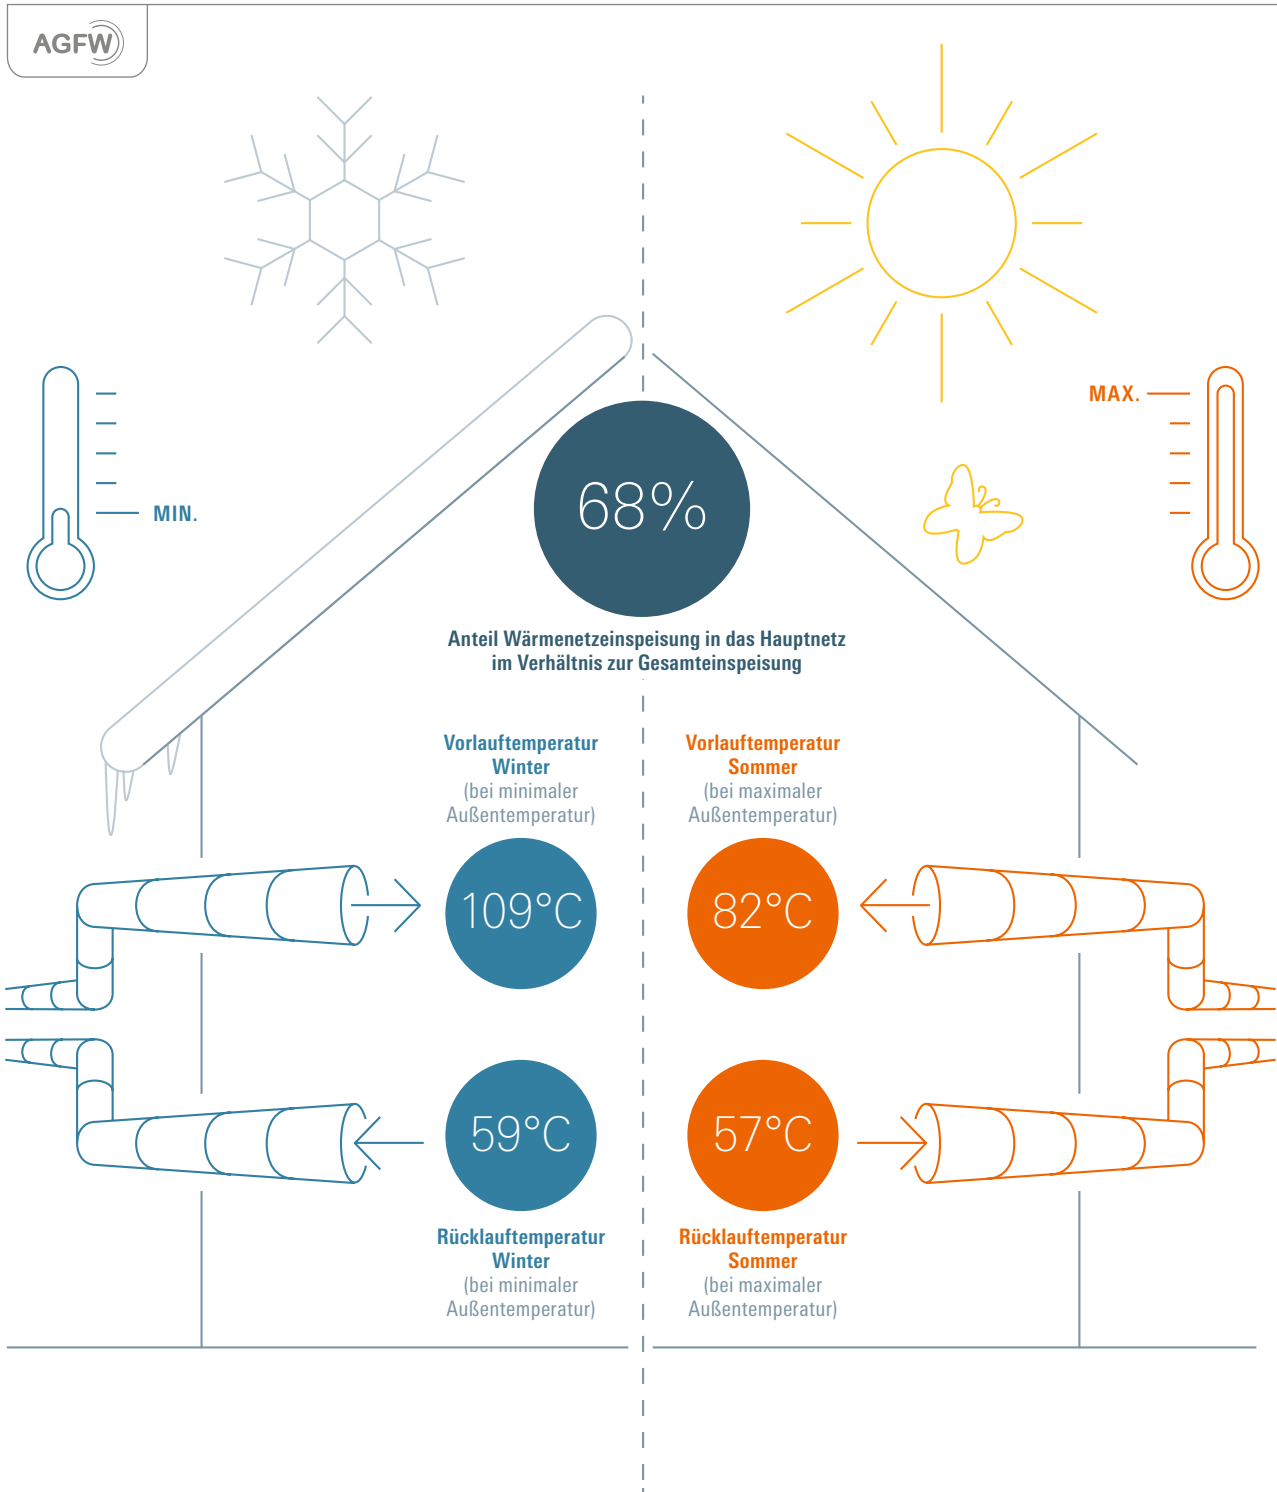 AGFW
MAX.
MIN.
68%
Anteil Wärmenetzeinspeisung in das Hauptnetz
im Verhältnis zur Gesamteinspeisung
Vorlauftemperatur
Winter
(bei minimaler
Außentemperatur)
109°C
Vorlauftemperatur
Sommer
(bei maximaler
Außentemperatur)
82°C
59°C
Rücklauftemperatur
Winter
(bei minimaler
Außentemperatur)
57°C
Rücklauftemperatur
Sommer
(bei maximaler
Außentemperatur)